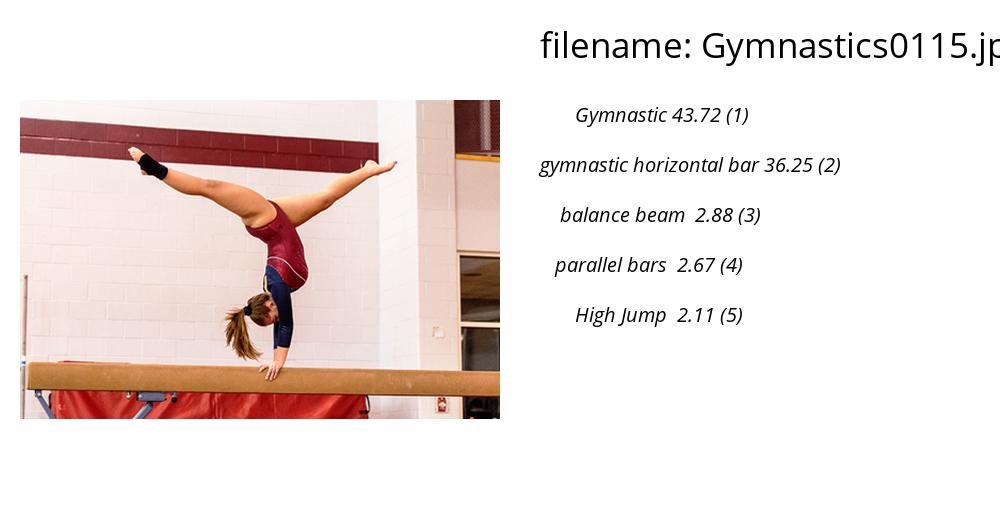 filename: Gymnastics0115.jp
Gymnastic 43.72 (1)
gymnastic horizontal bar 36.25 (2)
balance beam 2.88 (3)
parallel bars 2.67 (4)
High Jump 2.11 (5)